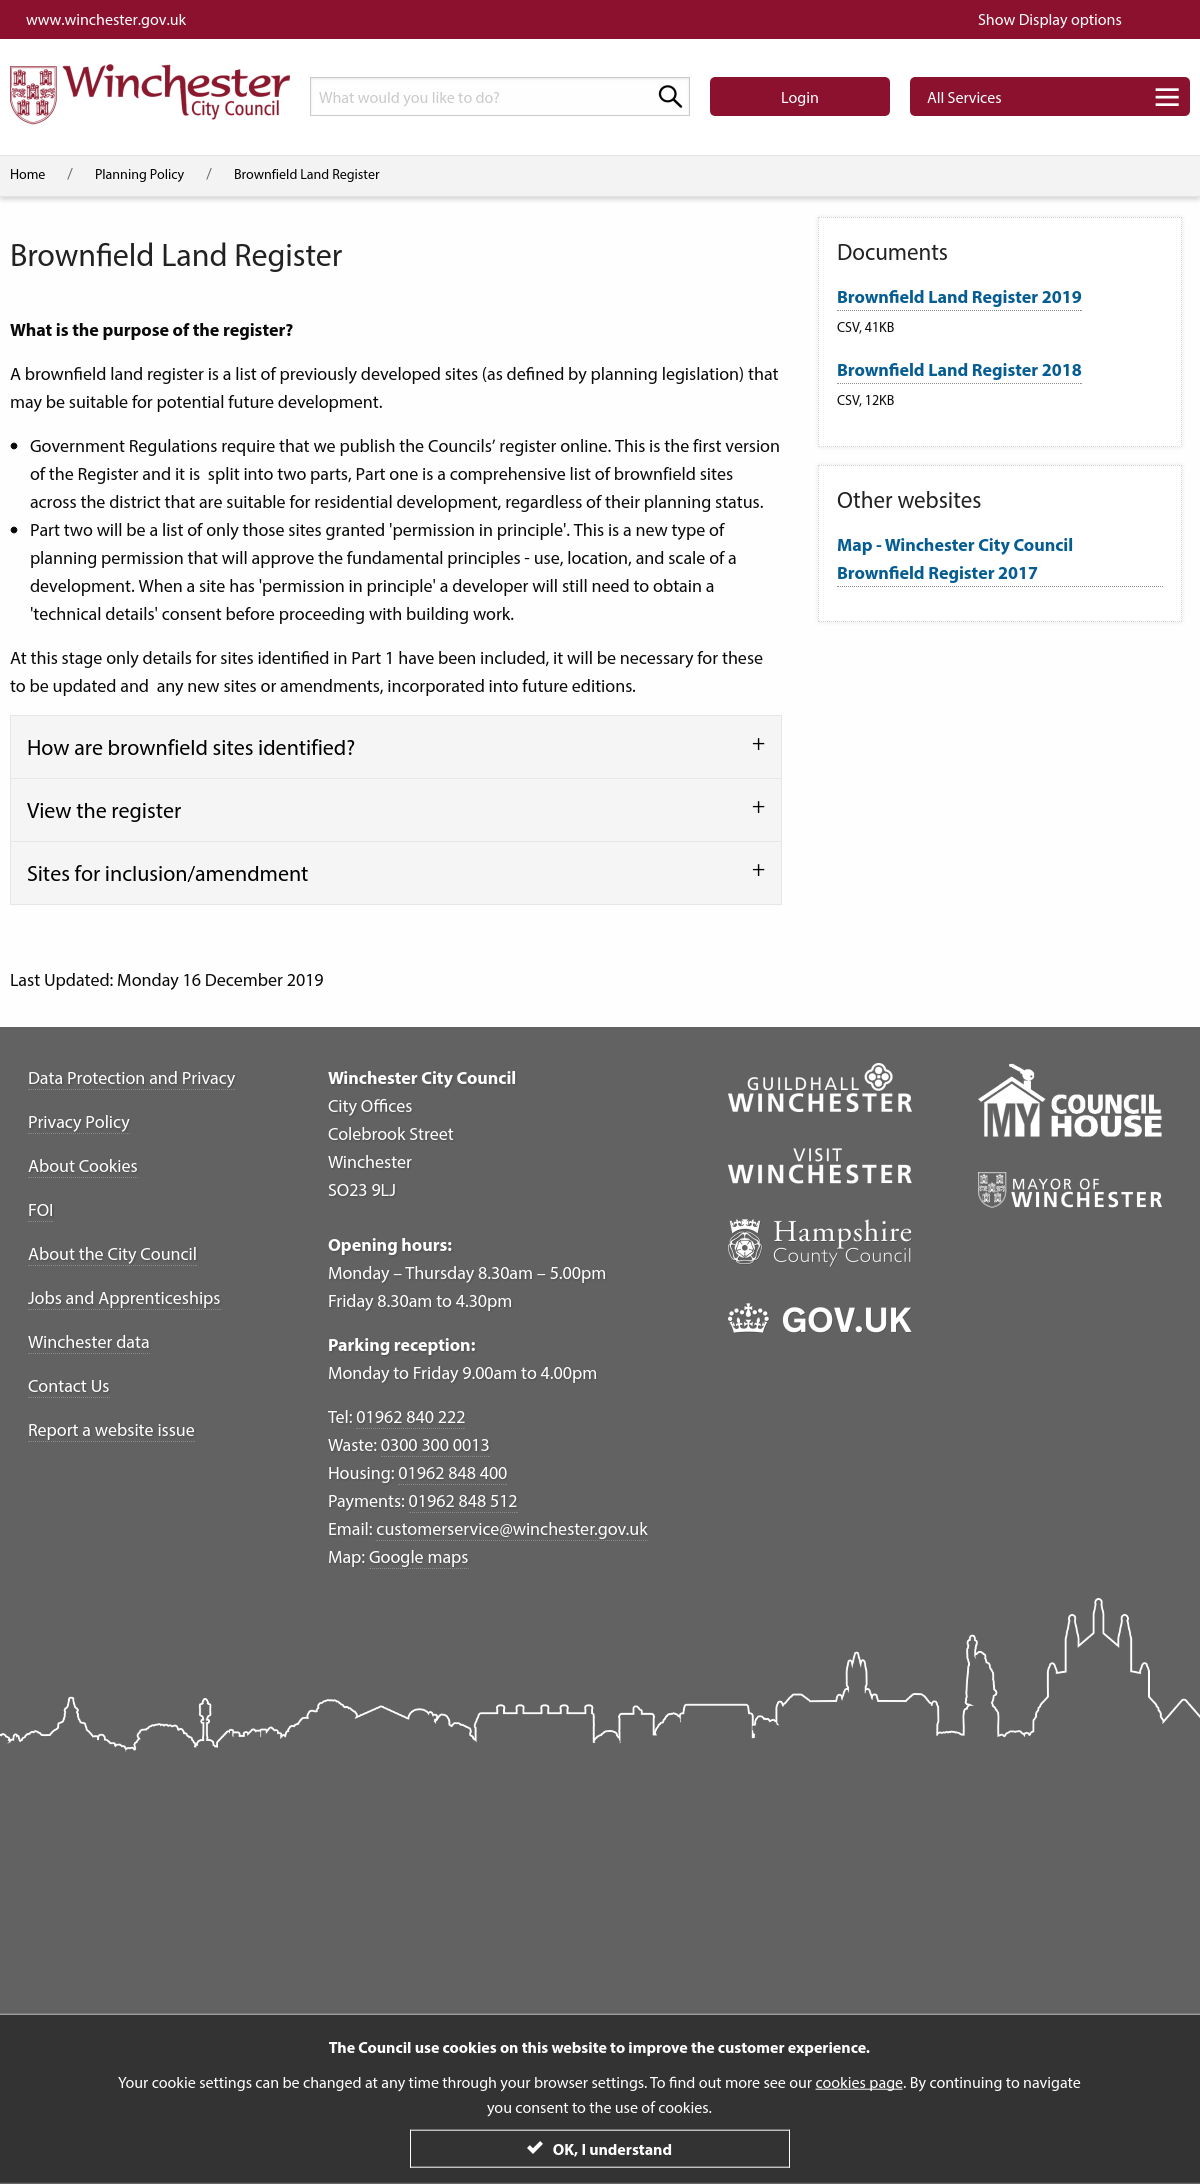 www.winchester.gov.uk
Show Display options
Winchester
City Council
What would you like to do?
Login
All Services
Home / Planning Policy / Brownfield Land Register
Brownfield Land Register
What is the purpose of the register?
A brownfield land register is a list of previously developed sites (as defined by planning legislation) that
may be suitable for potential future development.
Government Regulations require that we publish the Councils’ register online. This is the first version
of the Register and it is  split into two parts, Part one is a comprehensive list of brownfield sites
across the district that are suitable for residential development, regardless of their planning status.
Part two will be a list of only those sites granted 'permission in principle'. This is a new type of
planning permission that will approve the fundamental principles - use, location, and scale of a
development. When a site has 'permission in principle' a developer will still need to obtain a
'technical details' consent before proceeding with building work.
At this stage only details for sites identified in Part 1 have been included, it will be necessary for these
to be updated and  any new sites or amendments, incorporated into future editions.
How are brownfield sites identified? +
View the register +
Sites for inclusion/amendment +
Last Updated: Monday 16 December 2019
Documents
Brownfield Land Register 2019
CSV, 41KB
Brownfield Land Register 2018
CSV, 12KB
Other websites
Map - Winchester City Council
Brownfield Register 2017
Data Protection and Privacy
Privacy Policy
About Cookies
FOI
About the City Council
Jobs and Apprenticeships
Winchester data
Contact Us
Report a website issue
Winchester City Council
City Offices
Colebrook Street
Winchester
SO23 9LJ
Opening hours:
Monday – Thursday 8.30am – 5.00pm
Friday 8.30am to 4.30pm
Parking reception:
Monday to Friday 9.00am to 4.00pm
Tel: 01962 840 222
Waste: 0300 300 0013
Housing: 01962 848 400
Payments: 01962 848 512
Email: customerservice@winchester.gov.uk
Map: Google maps
GUILDHALL
WINCHESTER
VISIT
WINCHESTER
Hampshire
County Council
GOV.UK
MY COUNCIL
HOUSE
MAYOR OF
WINCHESTER
The Council use cookies on this website to improve the customer experience.
Your cookie settings can be changed at any time through your browser settings. To find out more see our cookies page. By continuing to navigate
you consent to the use of cookies.
OK, I understand